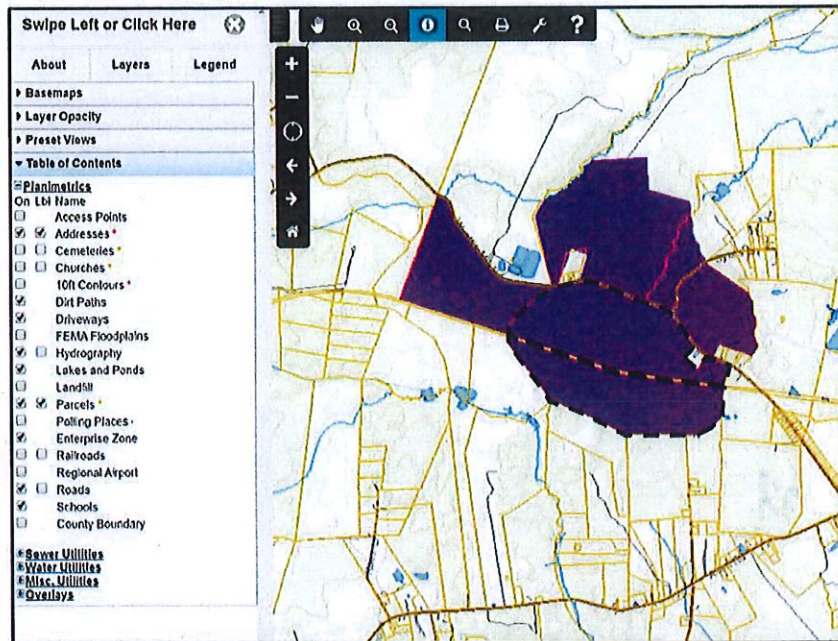 Swipe Left or Click Here
About Layers Legend
Basemaps
Layer Opacity
Preset Views
Table of Contents
Planimetrics
On Lbl Name
Access Points
Addresses *
Cemeteries *
Churches *
10ft Contours *
Dirt Paths
Driveways
FEMA Floodplains
Hydrography
Lakes and Ponds
Landfill
Parcels *
Polling Places
Enterprise Zone
Railroads
Regional Airport
Roads
Schools
County Boundary
Sewer Utilities
Water Utilities
Misc. Utilities
Overlays